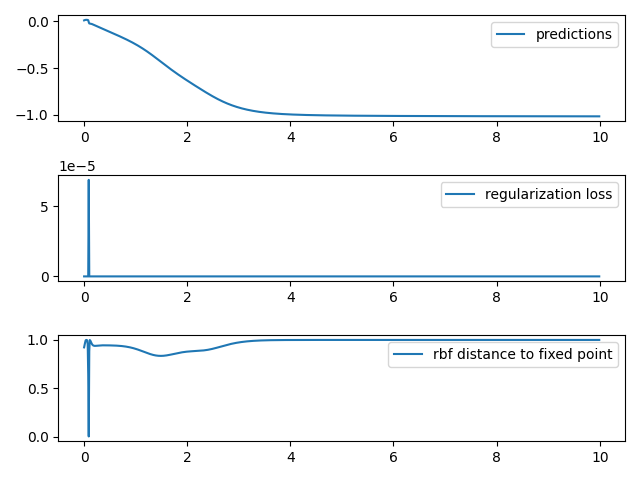 0.0
−0.5
−1.0
predictions
0 2 4 6 8 10
1e−5
5
0
regularization loss
0 2 4 6 8 10
1.0
0.5
0.0
rbf distance to fixed point
0 2 4 6 8 10